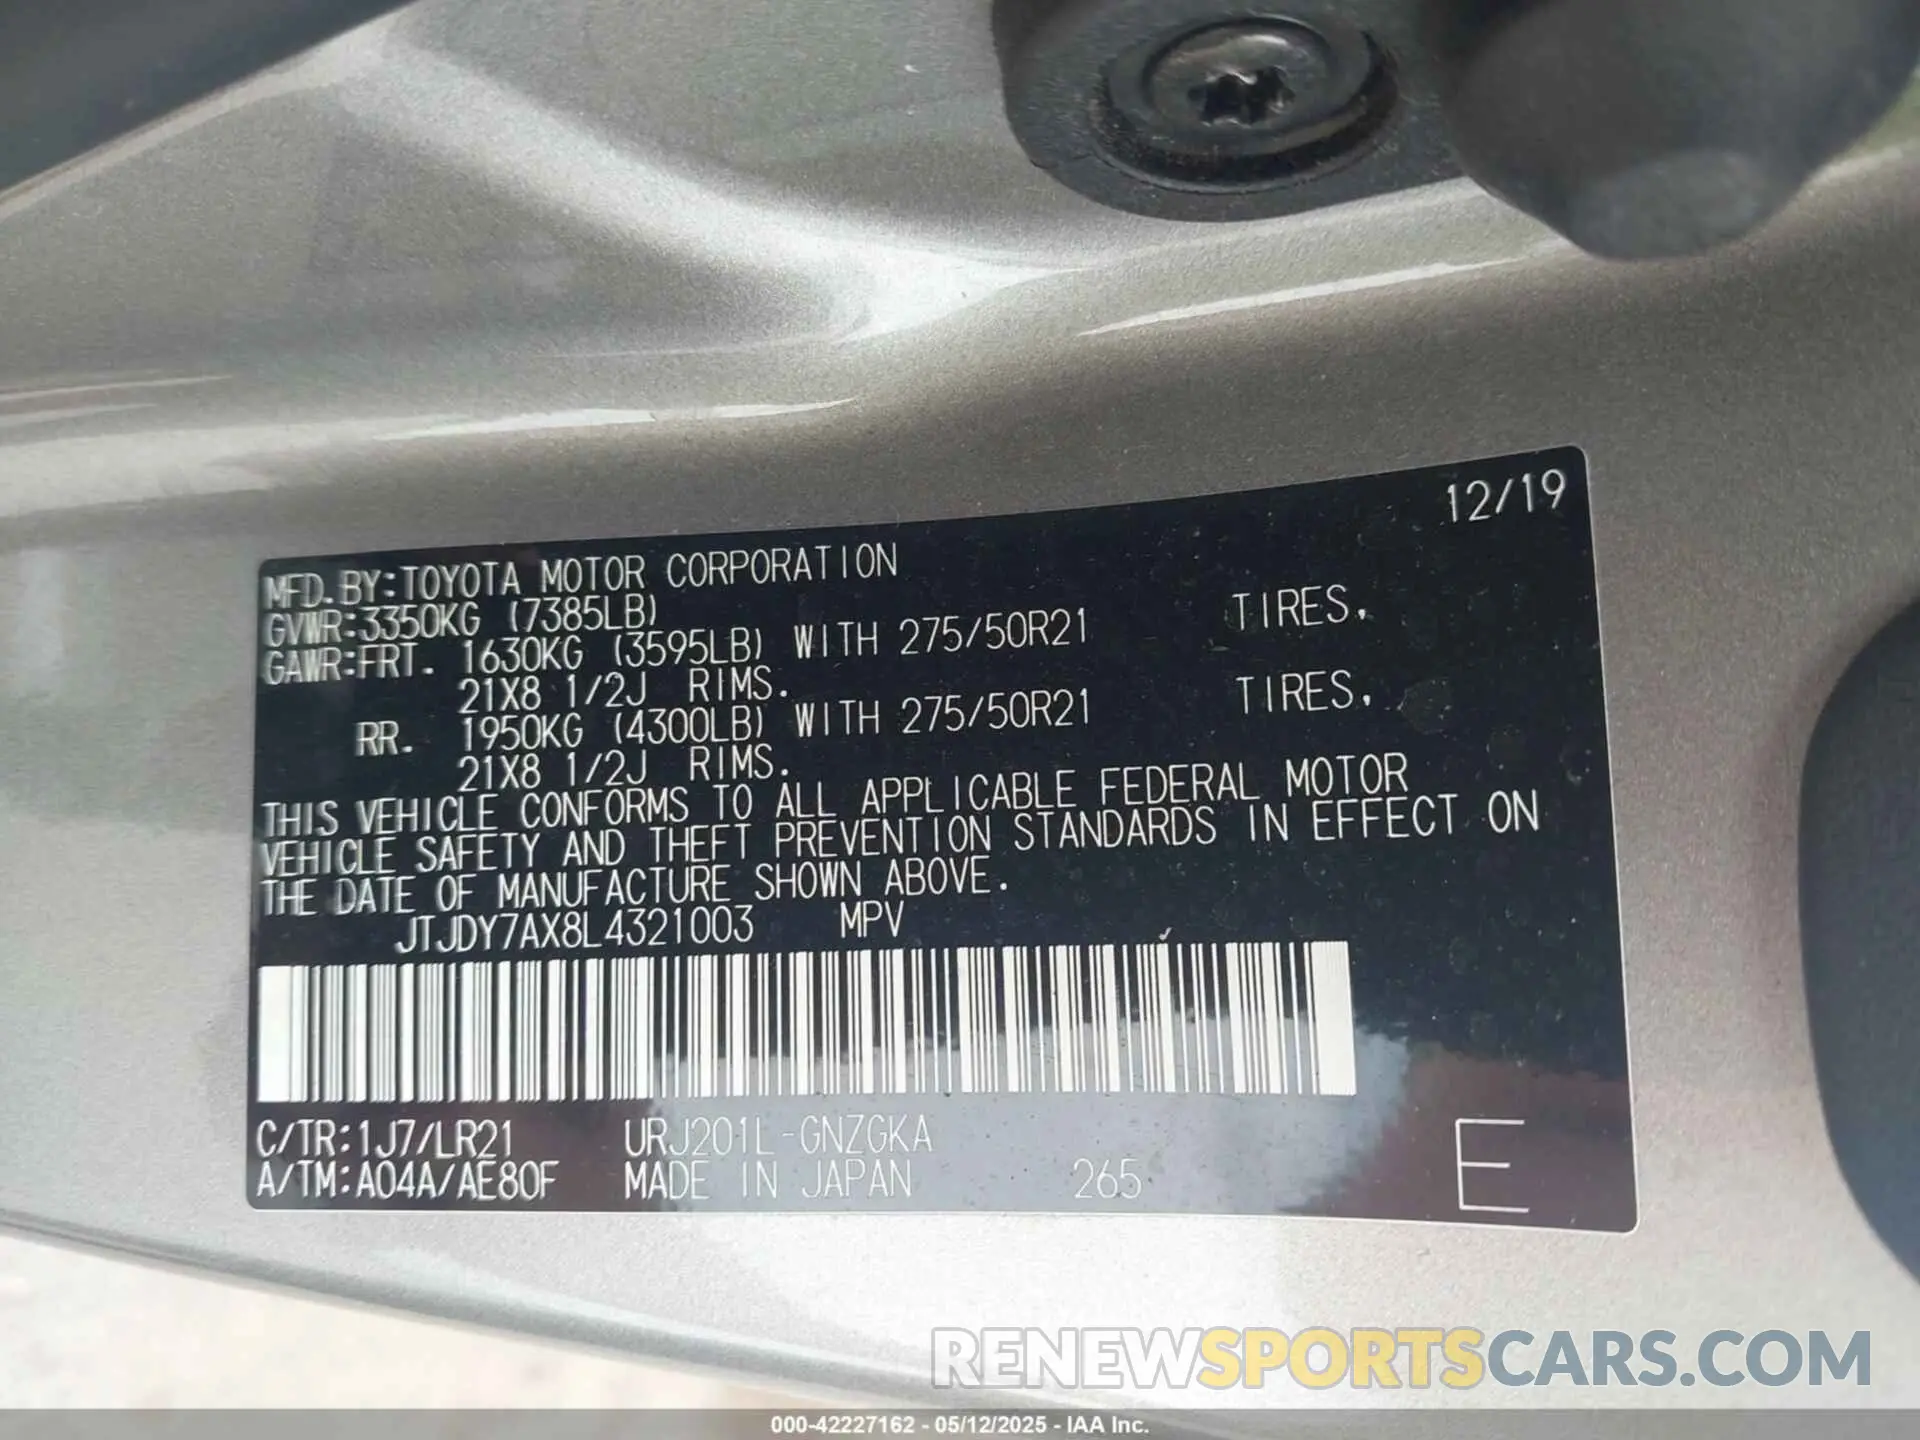 12/19
MFD.BY:TOYOTA MOTOR CORPORATION
GVWR:3350KG (7385LB)
GAWR:FRT. 1630KG (3595LB) WITH 275/50R21 TIRES,
21X8 1/2J RIMS.
RR. 1950KG (4300LB) WITH 275/50R21 TIRES,
21X8 1/2J RIMS.
THIS VEHICLE CONFORMS TO ALL APPLICABLE FEDERAL MOTOR
VEHICLE SAFETY AND THEFT PREVENTION STANDARDS IN EFFECT ON
THE DATE OF MANUFACTURE SHOWN ABOVE.
JTJDY7AX8L4321003 MPV
C/TR:1J7/LR21 URJ201L-GNZGKA
A/TM:A04A/AE80F MADE IN JAPAN 265 E
RENEWSPORTSCARS.COM
000-42227162 - 05/12/2025 - IAA Inc.